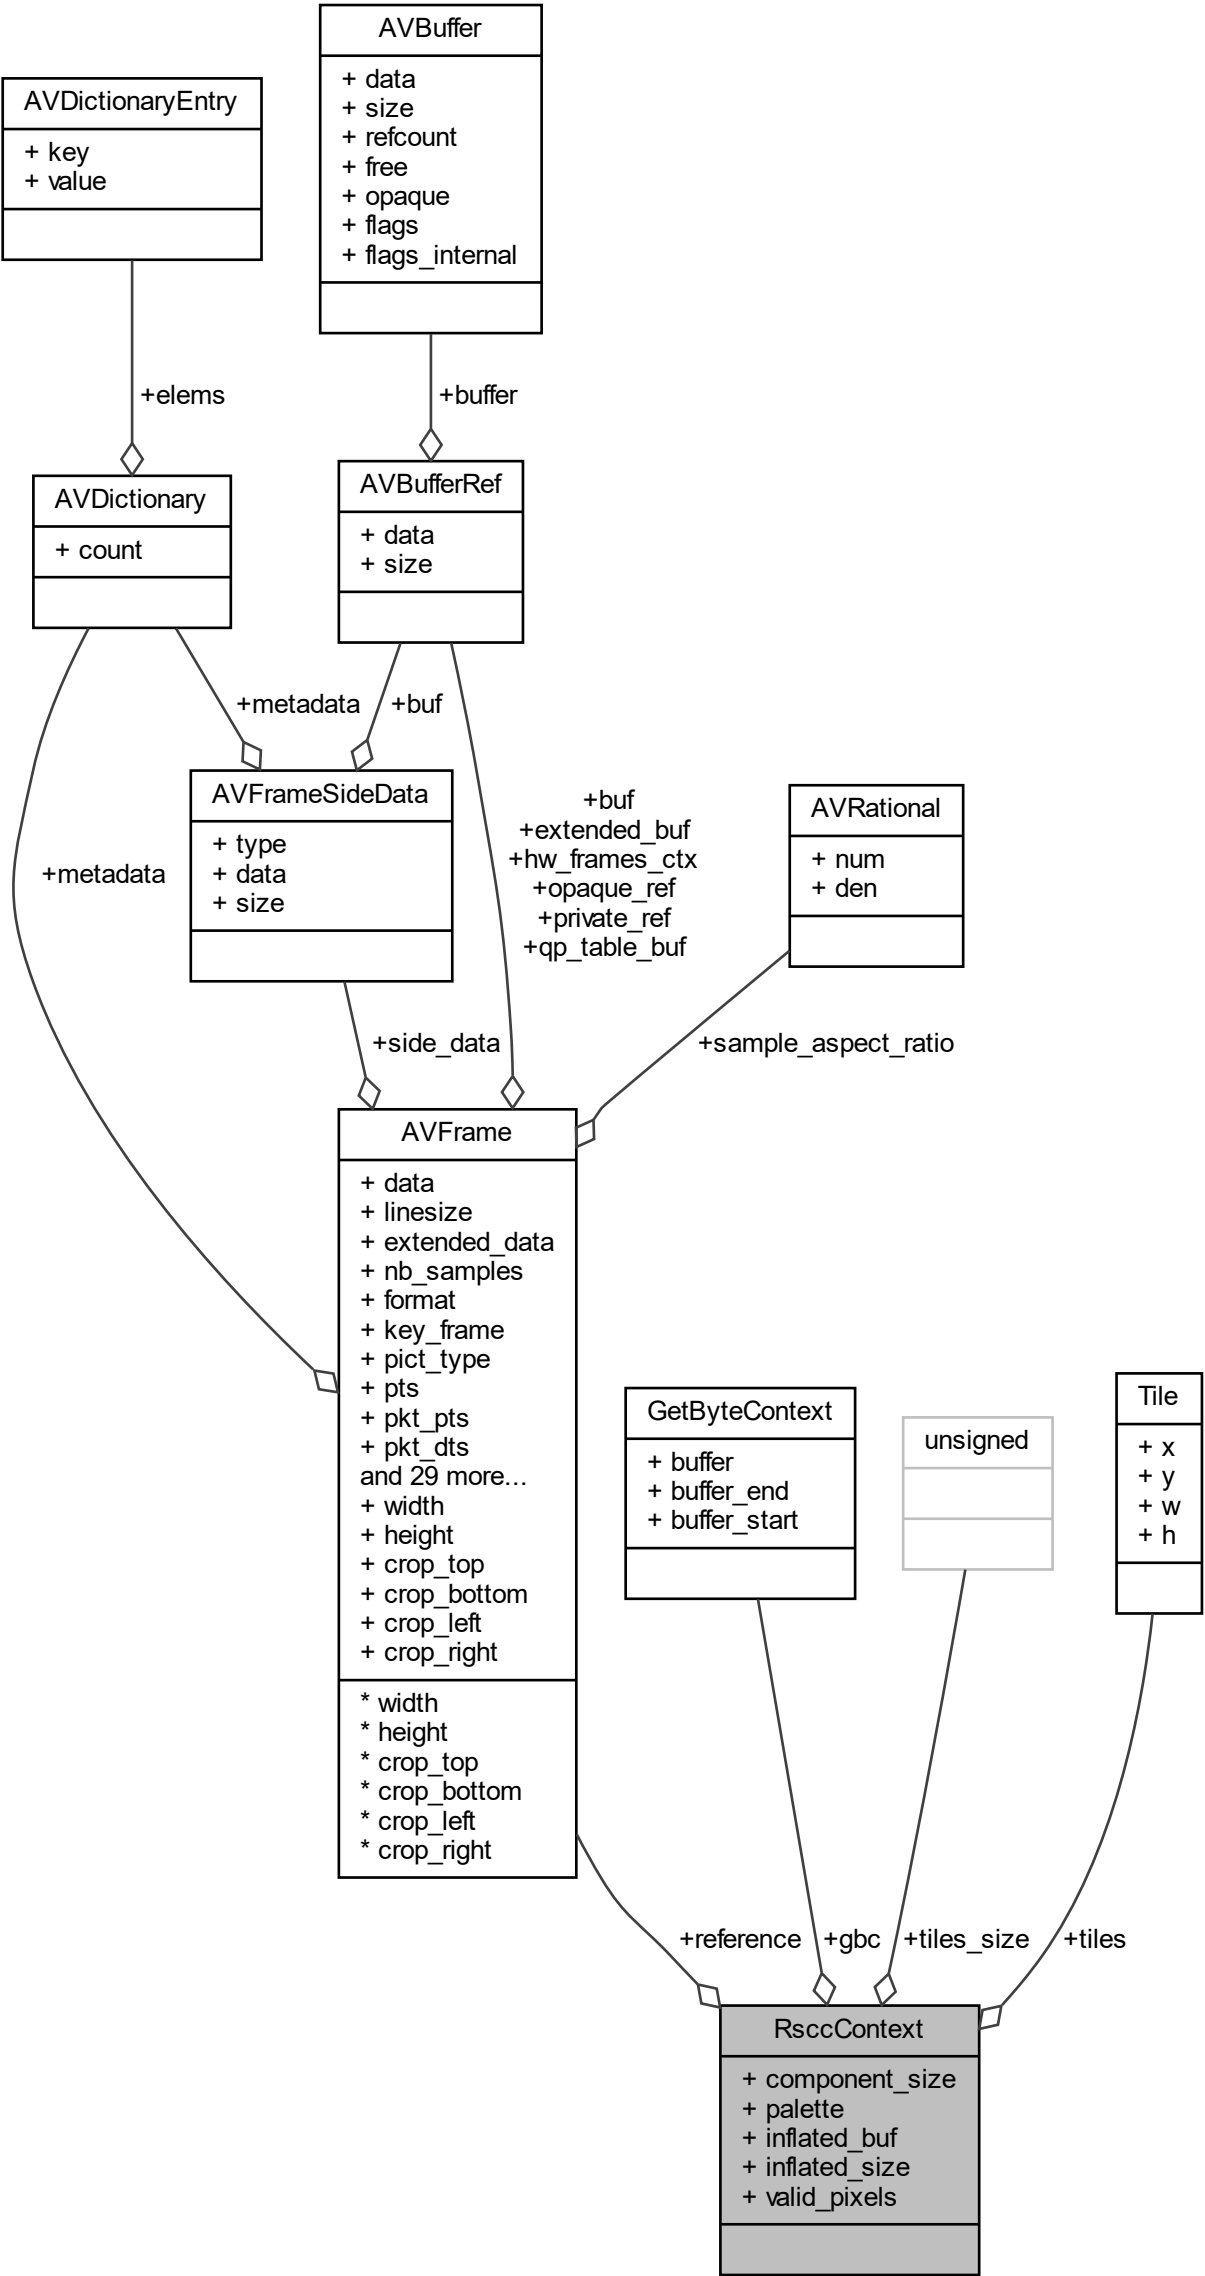 AVBuffer
+ data
+ size
+ refcount
+ free
+ opaque
+ flags
+ flags_internal
AVDictionaryEntry
+ key
+ value
+elems
+buffer
AVDictionary
+ count
AVBufferRef
+ data
+ size
+metadata
+buf
AVFrameSideData
+ type
+ data
+ size
+metadata
+buf
+extended_buf
+hw_frames_ctx
+opaque_ref
+private_ref
+qp_table_buf
AVRational
+ num
+ den
+side_data
+sample_aspect_ratio
AVFrame
+ data
+ linesize
+ extended_data
+ nb_samples
+ format
+ key_frame
+ pict_type
+ pts
+ pkt_pts
+ pkt_dts
and 29 more...
+ width
+ height
+ crop_top
+ crop_bottom
+ crop_left
+ crop_right
* width
* height
* crop_top
* crop_bottom
* crop_left
* crop_right
GetByteContext
+ buffer
+ buffer_end
+ buffer_start
unsigned
Tile
+ x
+ y
+ w
+ h
+reference
+gbc
+tiles_size
+tiles
RsccContext
+ component_size
+ palette
+ inflated_buf
+ inflated_size
+ valid_pixels